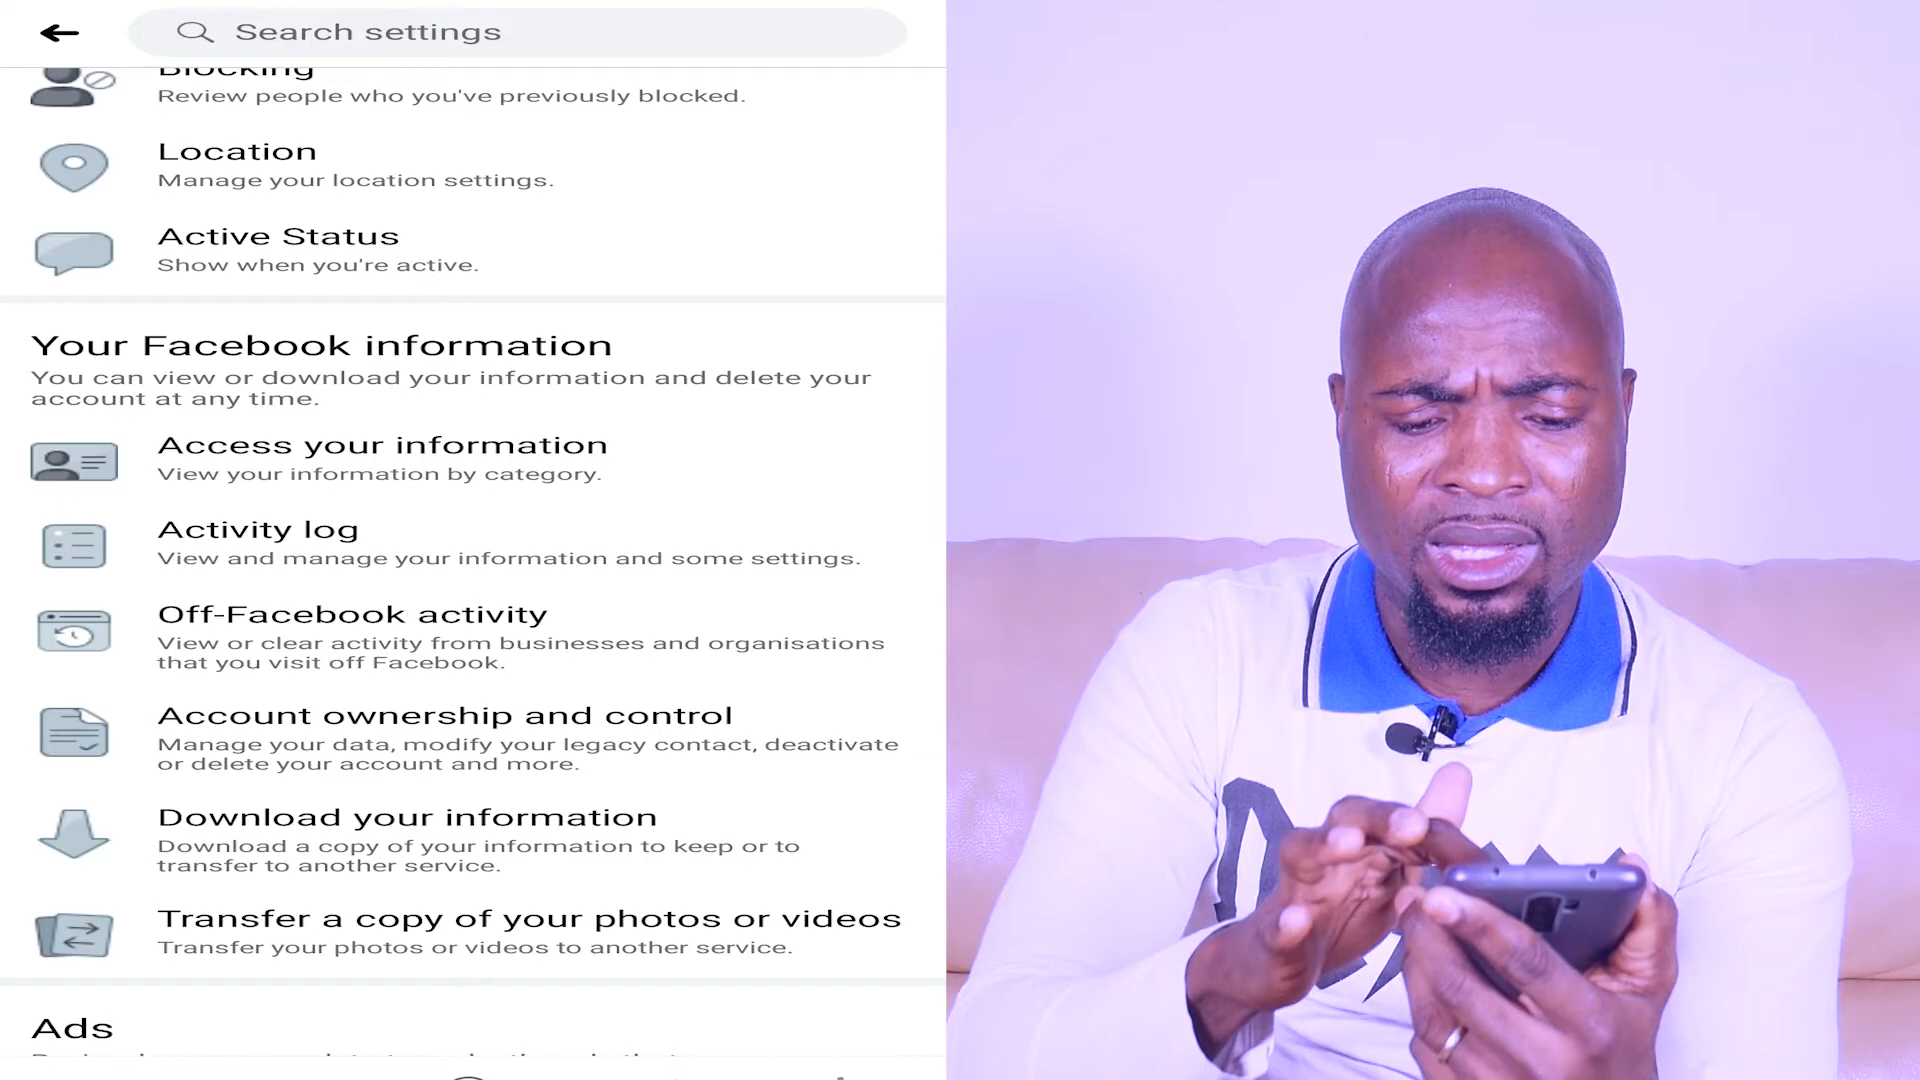 Search settings
Blocking
Review people who you've previously blocked.
Location
Manage your location settings.
Active Status
Show when you're active.
Your Facebook information
You can view or download your information and delete your
account at any time.
Access your information
View your information by category.
Activity log
View and manage your information and some settings.
Off-Facebook activity
View or clear activity from businesses and organisations
that you visit off Facebook.
Account ownership and control
Manage your data, modify your legacy contact, deactivate
or delete your account and more.
Download your information
Download a copy of your information to keep or to
transfer to another service.
Transfer a copy of your photos or videos
Transfer your photos or videos to another service.
Ads